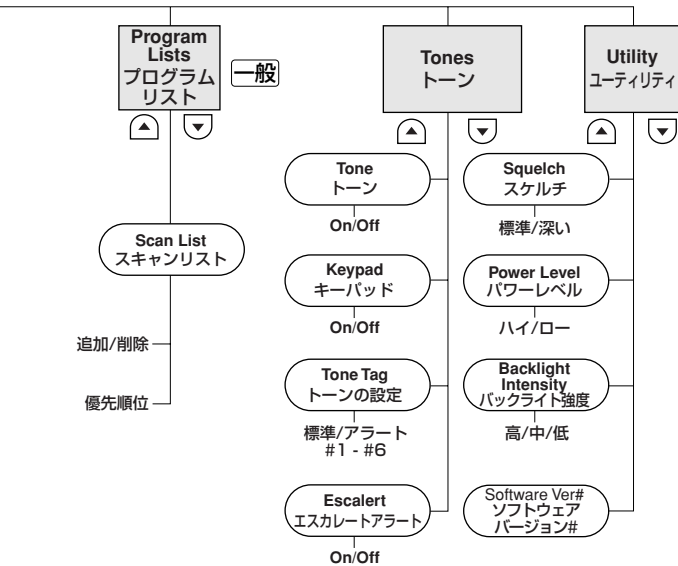 Program
Lists
プログラム
リスト
一般
Scan List
スキャンリスト
追加/削除
優先順位
Tones
トーン
Tone
トーン
On/Off
Keypad
キーパッド
On/Off
Tone Tag
トーンの設定
標準/アラート
#1 - #6
Escalert
エスカレートアラート
On/Off
Utility
ユーティリティ
Squelch
スケルチ
標準/深い
Power Level
パワーレベル
ハイ/ロー
Backlight
Intensity
バックライト強度
高/中/低
Software Ver#
ソフトウェア
バージョン#